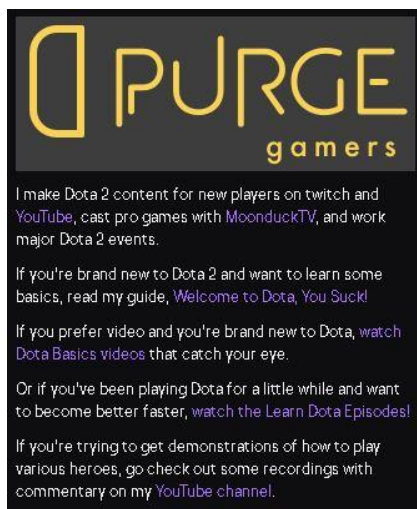 PURGE
gamers
I make Dota 2 content for new players on twitch and
YouTube, cast pro games with MoonduckTV, and work
major Dota 2 events.
If you're brand new to Dota 2 and want to learn some
basics, read my guide, Welcome to Dota, You Suck!
If you prefer video and you're brand new to Dota, watch
Dota Basics videos that catch your eye.
Or if you've been playing Dota for a little while and want
to become better faster, watch the Learn Dota Episodes!
If you're trying to get demonstrations of how to play
various heroes, go check out some recordings with
commentary on my YouTube channel.